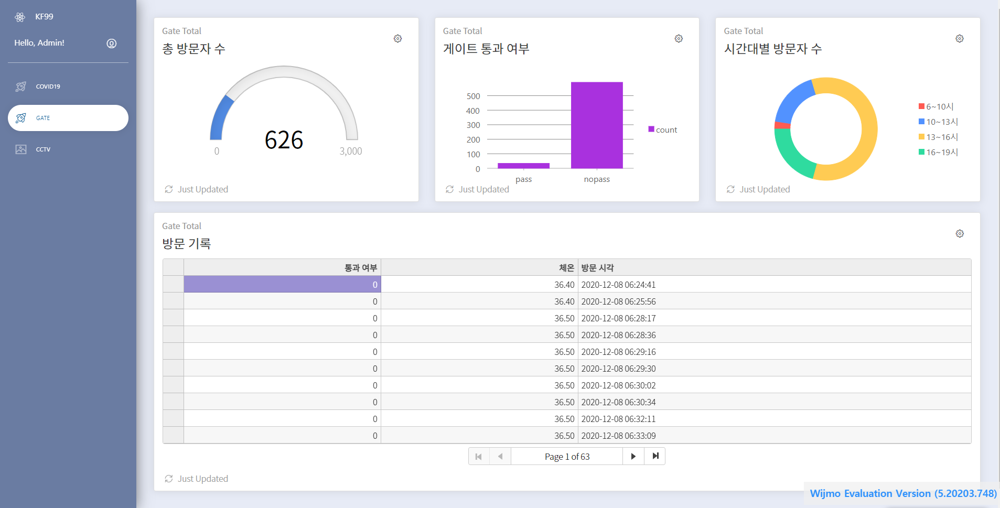 KF99
Hello, Admin!
COVID19
GATE
CCTV
Gate Total
총 방문자 수
626
0
3,000
Just Updated
Gate Total
게이트 통과 여부
500
400
300
200
100
0
pass
nopass
count
Just Updated
Gate Total
시간대별 방문자 수
6~10시
10~13시
13~16시
16~19시
Just Updated
Gate Total
방문 기록
통과 여부 체온 방문 시각
0 36.40 2020-12-08 06:24:41
0 36.40 2020-12-08 06:25:56
0 36.50 2020-12-08 06:28:17
0 36.50 2020-12-08 06:28:36
0 36.50 2020-12-08 06:29:16
0 36.50 2020-12-08 06:29:30
0 36.50 2020-12-08 06:30:02
0 36.50 2020-12-08 06:30:34
0 36.50 2020-12-08 06:32:11
0 36.50 2020-12-08 06:33:09
Page 1 of 63
Just Updated
Wijmo Evaluation Version (5.20203.748)